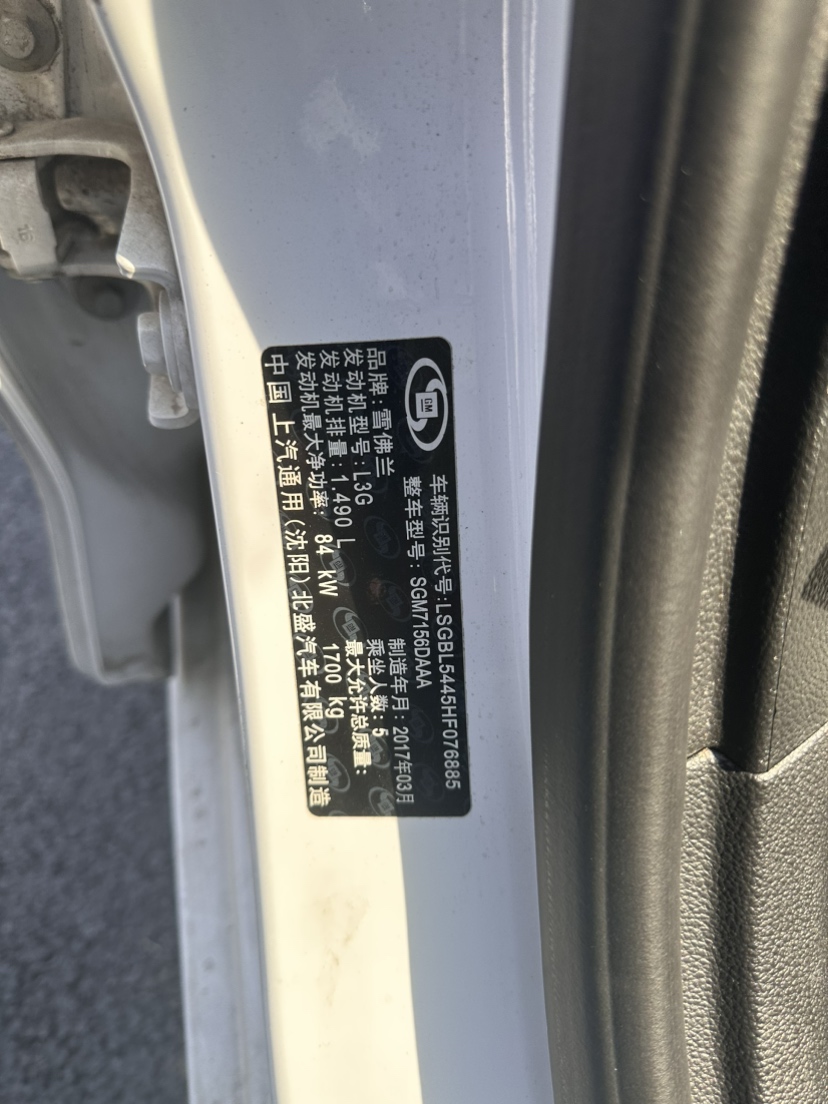 GM
车辆识别代号:LSGBL5445HF076885
整车型号: SGM7156DAAA
品牌:雪佛兰
制造年月: 2017年03月
发动机型号: L3G
乘坐人数: 5
发动机排量: 1.490 L
最大允许总质量:
发动机最大净功率: 84 kW
1700 kg
中国 上汽通用(沈阳)北盛汽车有限公司制造